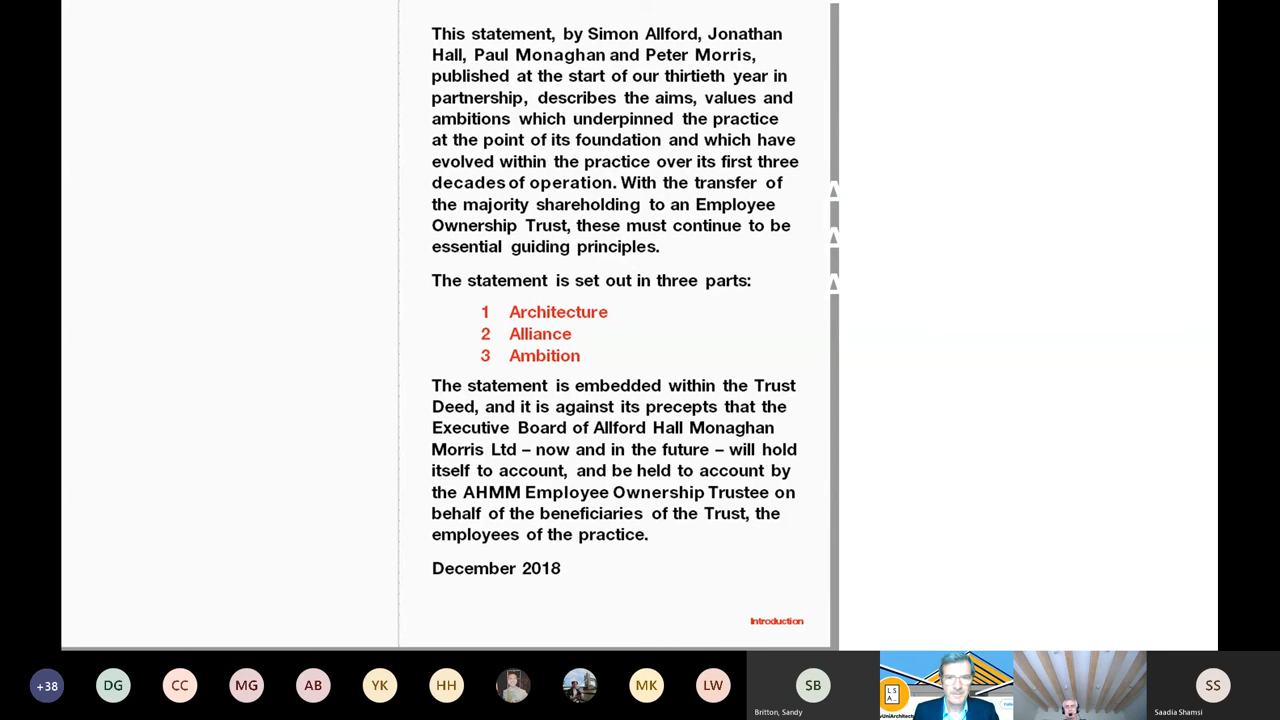 This statement, by Simon Allford, Jonathan
Hall, Paul Monaghan and Peter Morris,
published at the start of our thirtieth year in
partnership, describes the aims, values and
ambitions which underpinned the practice
at the point of its foundation and which have
evolved within the practice over its first three
decades of operation. With the transfer of
the majority shareholding to an Employee
Ownership Trust, these must continue to be
essential guiding principles.
The statement is set out in three parts:
1 Architecture
2 Alliance
3 Ambition
The statement is embedded within the Trust
Deed, and it is against its precepts that the
Executive Board of Allford Hall Monaghan
Morris Ltd – now and in the future – will hold
itself to account, and be held to account by
the AHMM Employee Ownership Trustee on
behalf of the beneficiaries of the Trust, the
employees of the practice.
December 2018
Introduction
+38
DG
CC
MG
AB
YK
HH
MK
LW
SB
Britton, Sandy
L S
A
SS
Saadia Shamsi